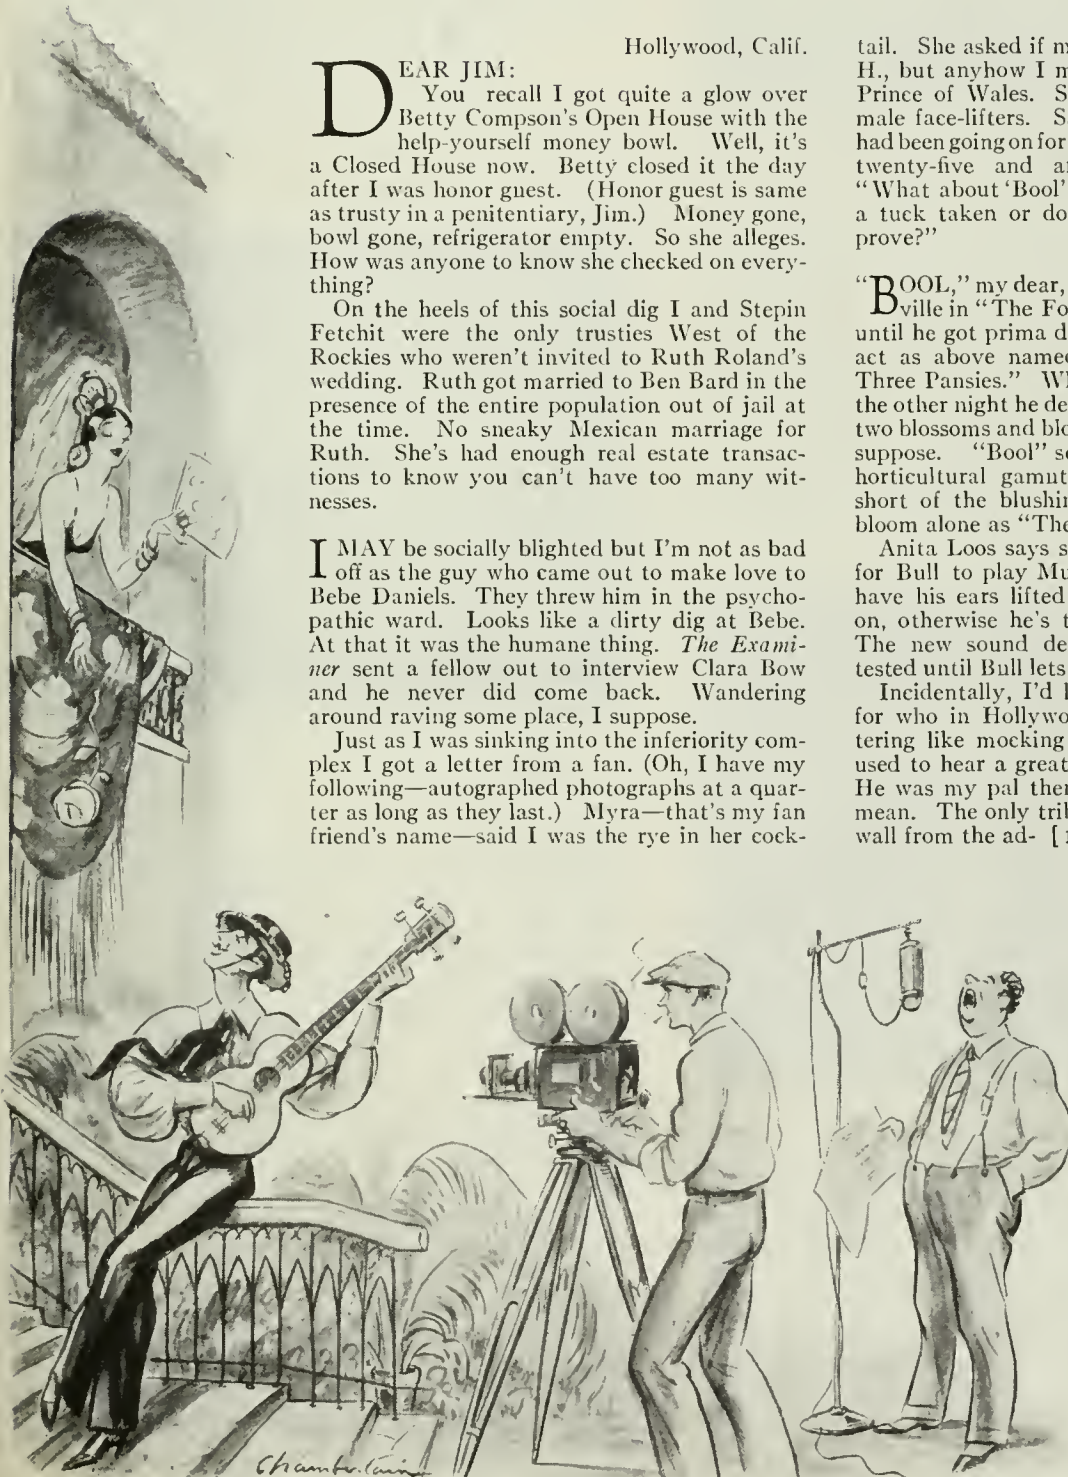 Hollywood, Calif.
DEAR JIM:
You recall I got quite a glow over
Betty Compson's Open House with the
help-yourself money bowl. Well, it's
a Closed House now. Betty closed it the day
after I was honor guest. (Honor guest is same
as trusty in a penitentiary, Jim.) Money gone,
bowl gone, refrigerator empty. So she alleges.
How was anyone to know she checked on every-
thing?
On the heels of this social dig I and Stepin
Fetchit were the only trusties West of the
Rockies who weren't invited to Ruth Roland's
wedding. Ruth got married to Ben Bard in the
presence of the entire population out of jail at
the time. No sneaky Mexican marriage for
Ruth. She's had enough real estate transac-
tions to know you can't have too many wit-
nesses.
I MAY be socially blighted but I'm not as bad
off as the guy who came out to make love to
Bebe Daniels. They threw him in the psycho-
pathic ward. Looks like a dirty dig at Bebe.
At that it was the humane thing. The Exami-
ner sent a fellow out to interview Clara Bow
and he never did come back. Wandering
around raving some place, I suppose.
Just as I was sinking into the inferiority com-
plex I got a letter from a fan. (Oh, I have my
following—autographed photographs at a quar-
ter as long as they last.) Myra—that's my fan
friend's name—said I was the rye in her cock-
tail. She asked if
H., but anyhow I
Prince of Wales. S
male face-lifters. S
had been going on for
twenty-five and
"What about 'Bool'
a tuck taken or do
prove?"
"BOOL," my dear,
ville in "The Fo
until he got prima d
act as above named
Three Pansies." W
the other night he de
two blossoms and blo
suppose. "Bool" s
horticultural gamut
short of the blushin
bloom alone as "The
Anita Loos says s
for Bull to play Mu
have his ears lifted
on, otherwise he's t
The new sound de
tested until Bull lets
Incidentally, I'd
for who in Hollywo
tering like mocking
used to hear a great
He was my pal the
mean. The only tri
wall from the ad- [
Chamberlain